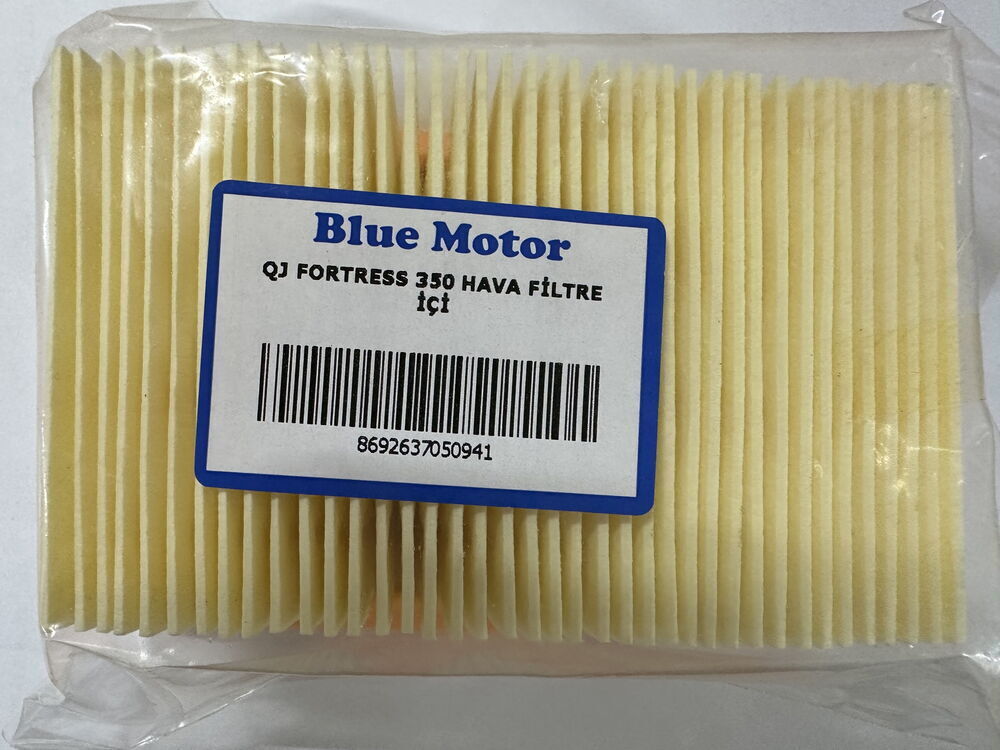 Blue Motor
QJ FORTRESS 350 HAVA FİLTRE
İÇİ
8692637050941